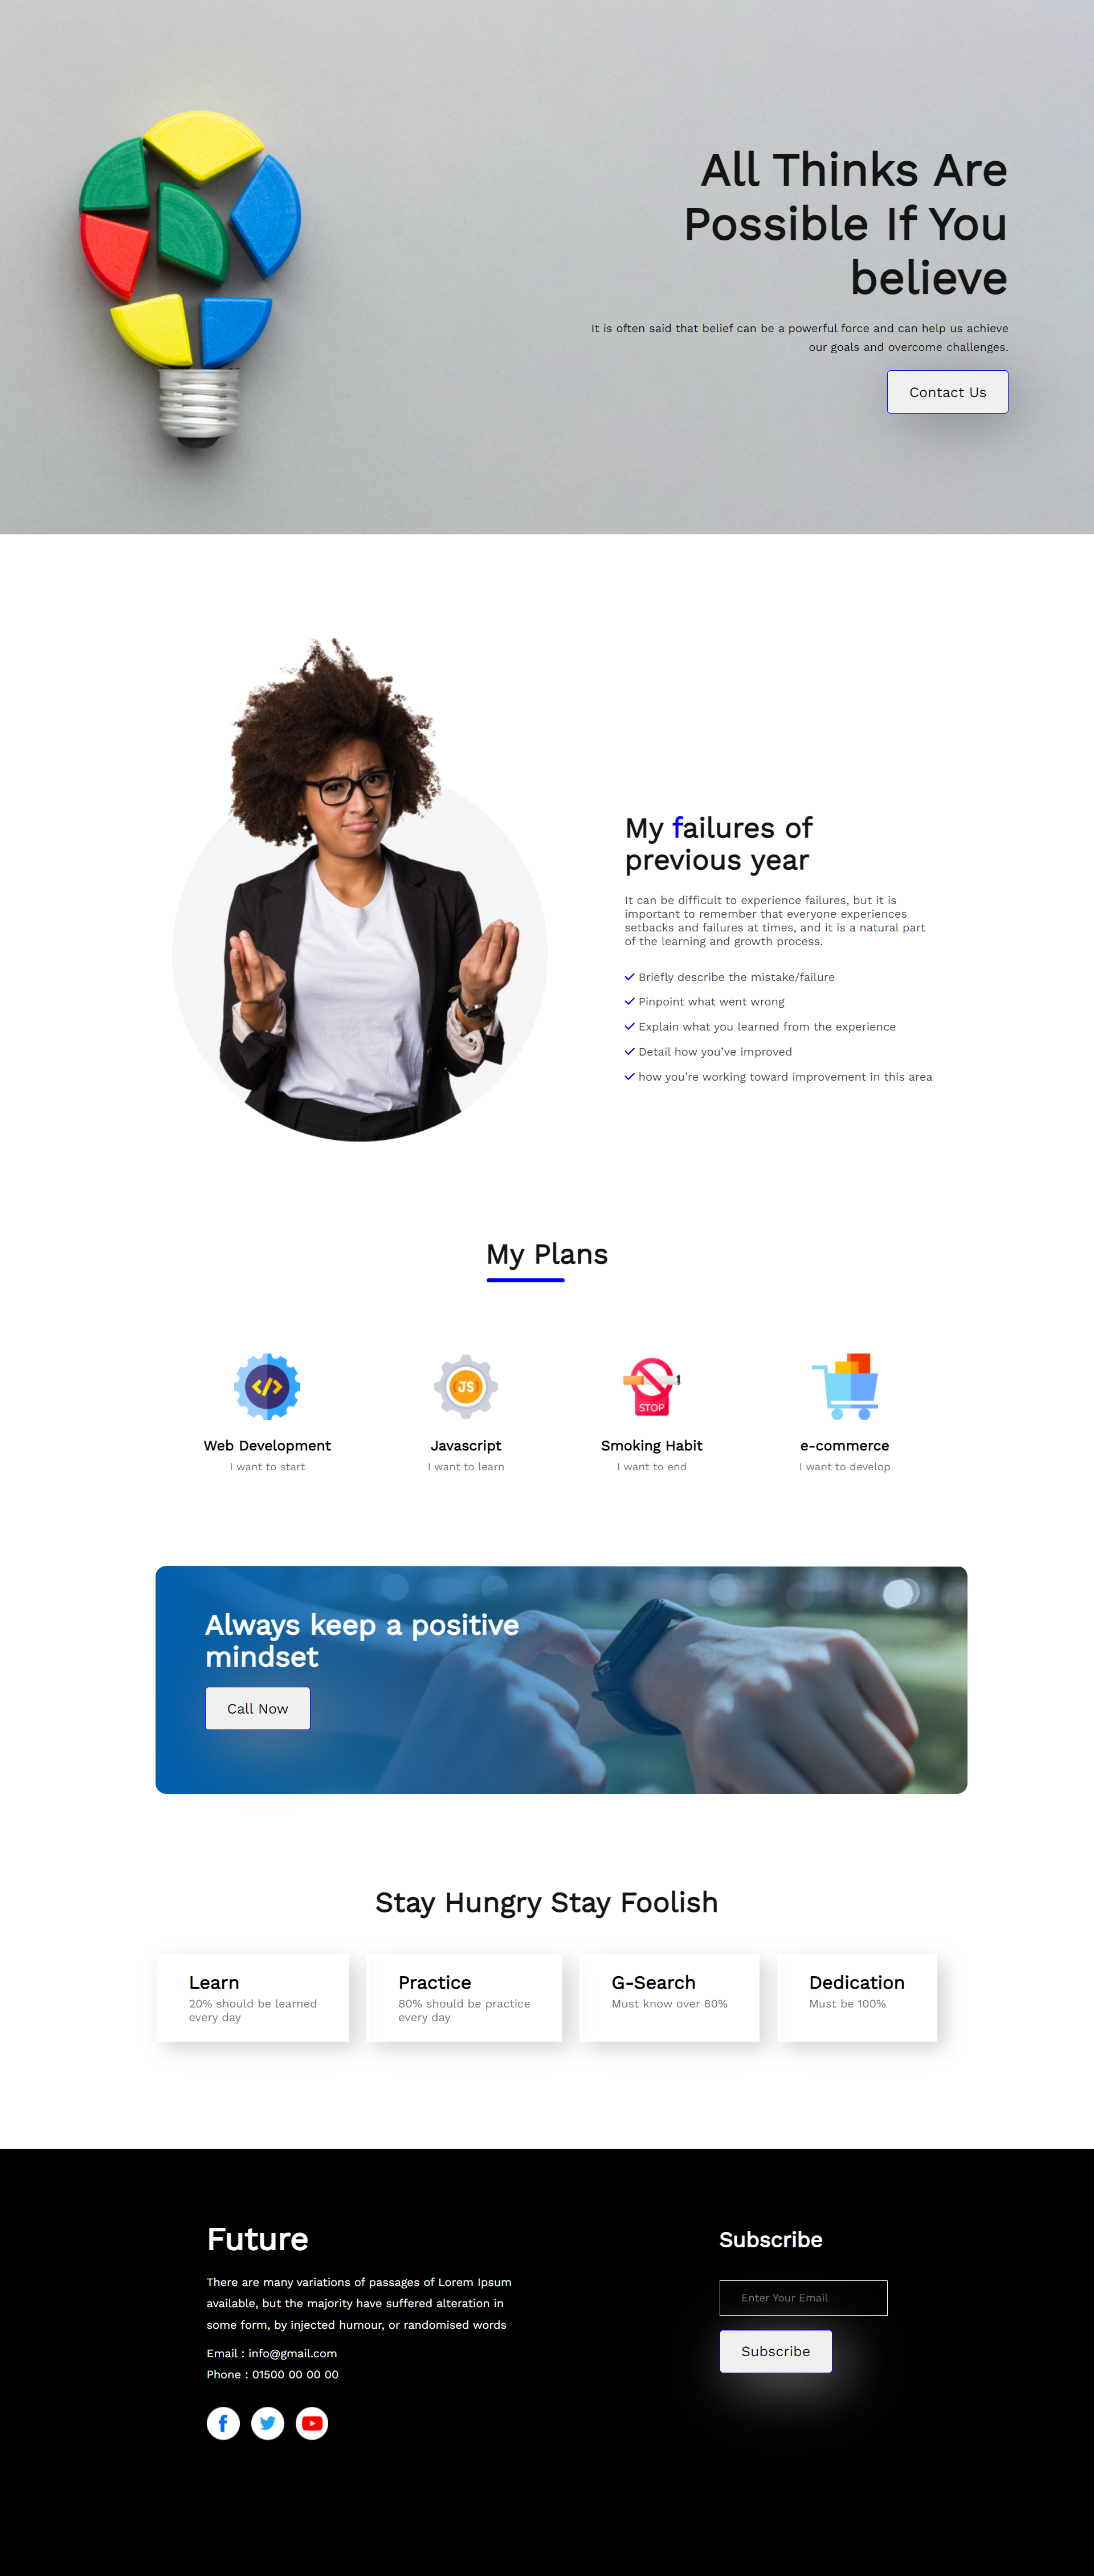 All Thinks Are
Possible If You
believe
It is often said that belief can be a powerful force and can help us achieve
our goals and overcome challenges.
Contact Us
My failures of
previous year
It can be difficult to experience failures, but it is
important to remember that everyone experiences
setbacks and failures at times, and it is a natural part
of the learning and growth process.
Briefly describe the mistake/failure
Pinpoint what went wrong
Explain what you learned from the experience
Detail how you've improved
how you're working toward improvement in this area
My Plans
</>
JS
STOP
Web Development
I want to start
Javascript
I want to learn
Smoking Habit
I want to end
e-commerce
I want to develop
Always keep a positive
mindset
Call Now
Stay Hungry Stay Foolish
Learn
20% should be learned
every day
Practice
80% should be practice
every day
G-Search
Must know over 80%
Dedication
Must be 100%
Future
There are many variations of passages of Lorem Ipsum
available, but the majority have suffered alteration in
some form, by injected humour, or randomised words
Email : info@gmail.com
Phone : 01500 00 00 00
Subscribe
Enter Your Email
Subscribe